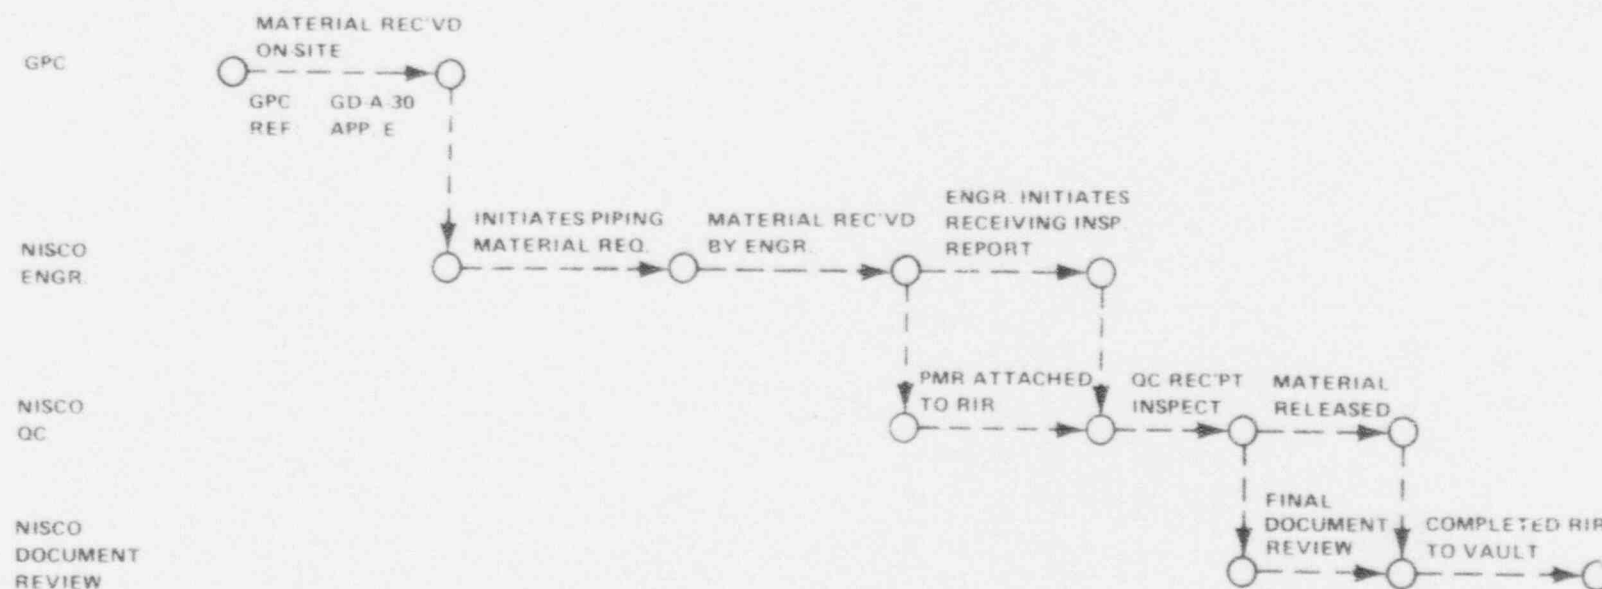 MATERIAL REC'VD
ON-SITE
GPC
GPC GD-A-30
REF: APP. E
INITIATES PIPING
MATERIAL REQ.
MATERIAL REC'VD
BY ENGR.
ENGR. INITIATES
RECEIVING INSP.
REPORT
NISCO
ENGR.
PMR ATTACHED
TO RIR
QC REC'PT
INSPECT
MATERIAL
RELEASED
NISCO
QC
FINAL
DOCUMENT
REVIEW
COMPLETED RIR
TO VAULT
NISCO
DOCUMENT
REVIEW